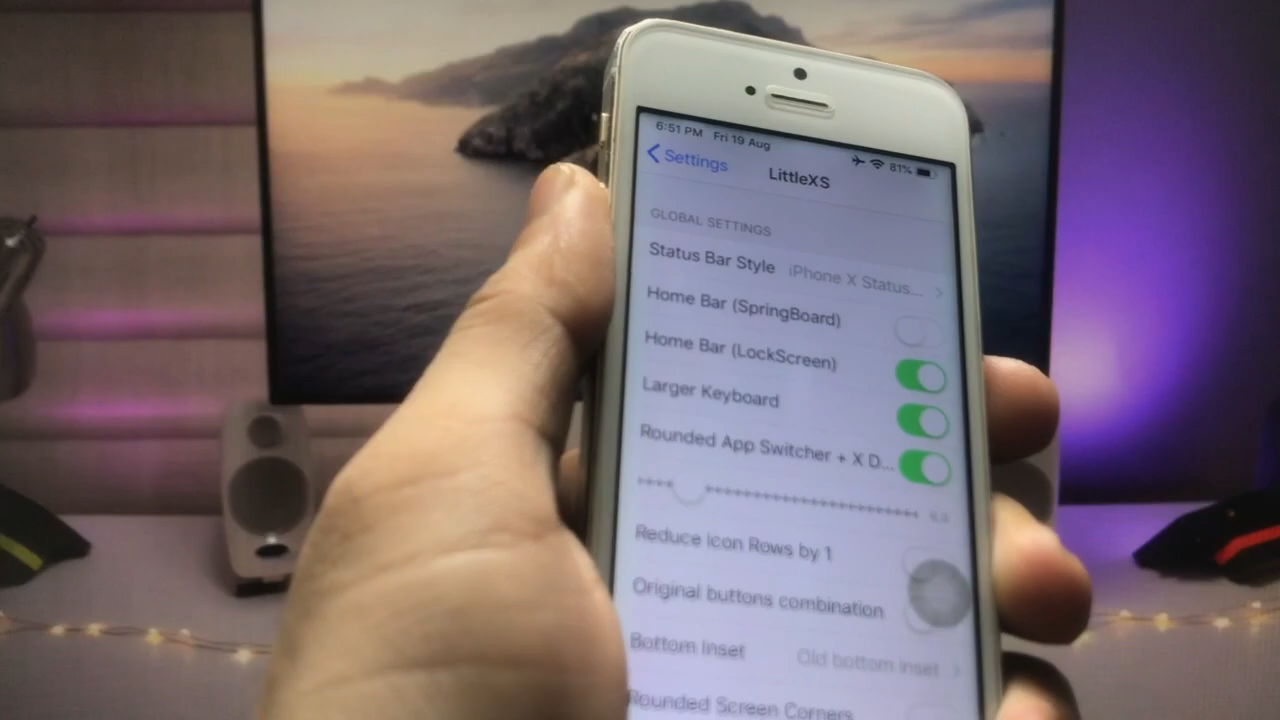 6:51 PM Fri 19 Aug 81%
Settings LittleXS
GLOBAL SETTINGS
Status Bar Style iPhone X Status...
Home Bar (SpringBoard)
Home Bar (LockScreen)
Larger Keyboard
Rounded App Switcher + X D...
6.0
Reduce Icon Rows by 1
Original buttons combination
Bottom Inset Old bottom inset
Rounded Screen Corners